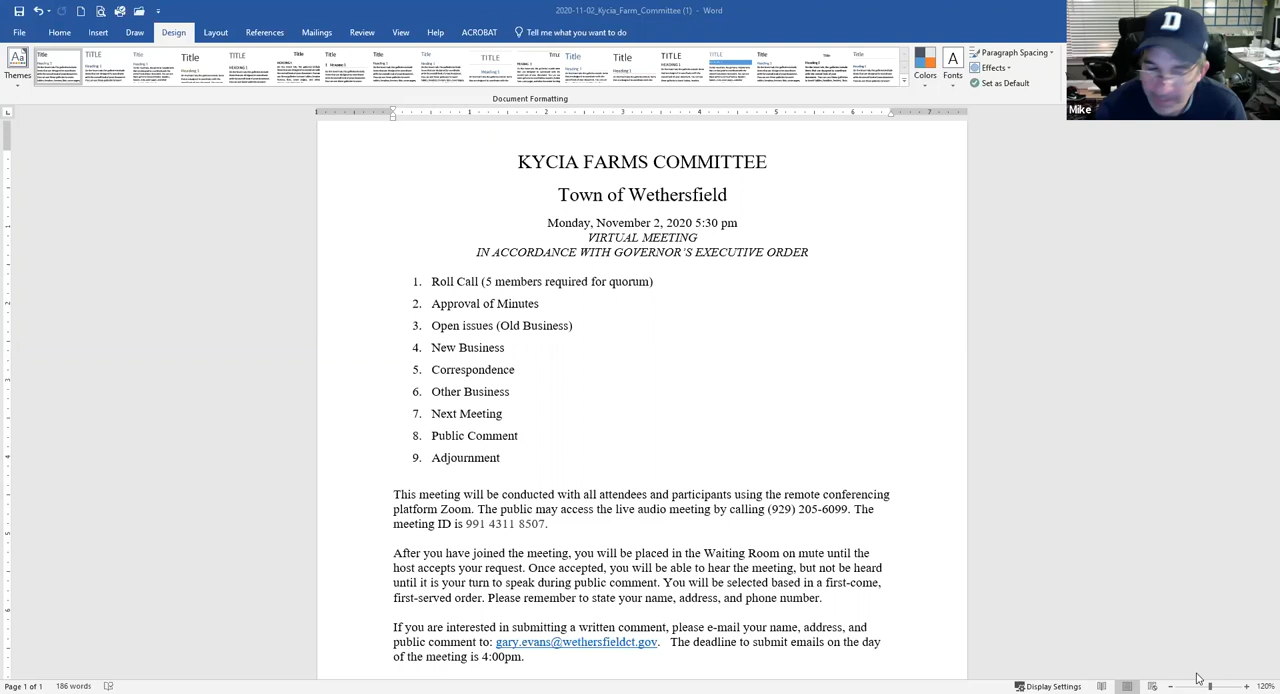 2020-11-02_Kycia_Farm_Committee (1) - Word
File Home Insert Draw Design Layout References Mailings Review View Help ACROBAT Tell me what you want to do
Document Formatting
Colors
Fonts
Paragraph Spacing
Effects
Set as Default
Mike
KYCIA FARMS COMMITTEE
Town of Wethersfield
Monday, November 2, 2020 5:30 pm
VIRTUAL MEETING
IN ACCORDANCE WITH GOVERNOR'S EXECUTIVE ORDER
1. Roll Call (5 members required for quorum)
2. Approval of Minutes
3. Open issues (Old Business)
4. New Business
5. Correspondence
6. Other Business
7. Next Meeting
8. Public Comment
9. Adjournment
This meeting will be conducted with all attendees and participants using the remote conferencing
platform Zoom. The public may access the live audio meeting by calling (929) 205-6099. The
meeting ID is 991 4311 8507.
After you have joined the meeting, you will be placed in the Waiting Room on mute until the
host accepts your request. Once accepted, you will be able to hear the meeting, but not be heard
until it is your turn to speak during public comment. You will be selected based in a first-come,
first-served order. Please remember to state your name, address, and phone number.
If you are interested in submitting a written comment, please e-mail your name, address, and
public comment to: gary.evans@wethersfieldct.gov. The deadline to submit emails on the day
of the meeting is 4:00pm.
Page 1 of 1 186 words Display Settings 120%